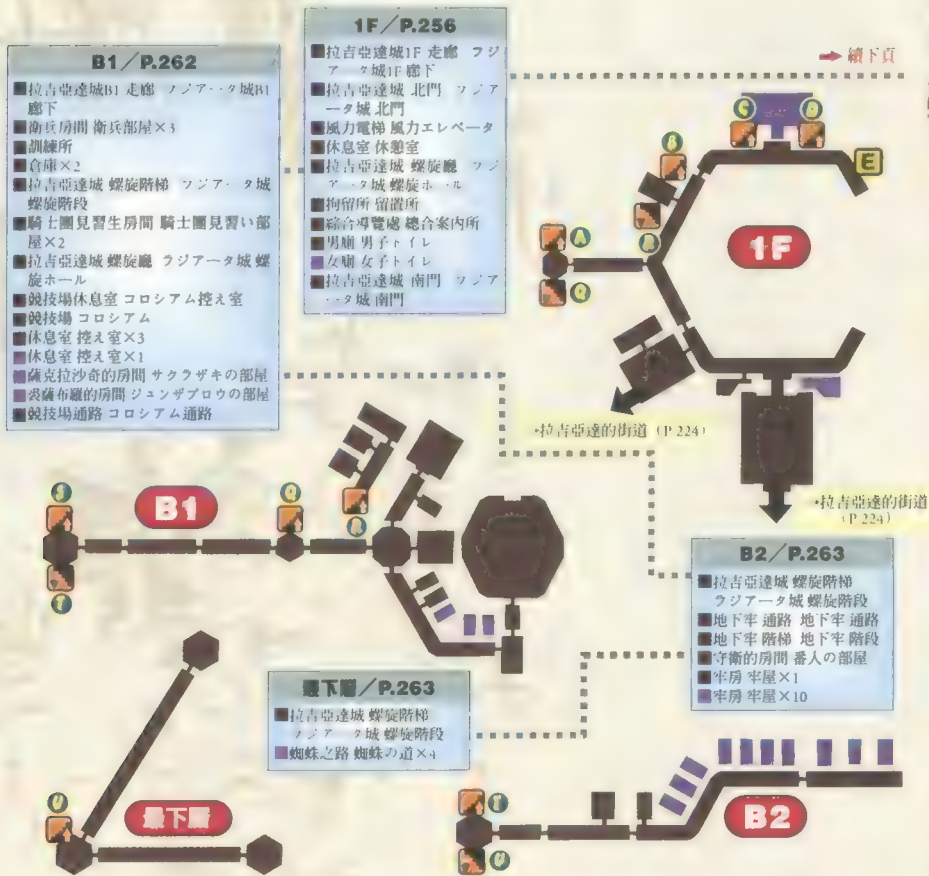 B1／P.262
■拉吉亞達城B1 走廊 ラジアータ城B1
廊下
■衛兵房間 衛兵部屋×3
■訓練所
■倉庫×2
■拉吉亞達城 螺旋階梯 ラジアータ城
螺旋階段
■騎士團見習生房間 騎士團見習い部
屋×2
■拉吉亞達城 螺旋廳 ラジアータ城 螺
旋ホール
■競技場休息室 コロシアム控え室
■競技場 コロシアム
■休息室 控え室×3
■休息室 控え室×1
■薩克拉沙奇的房間 サクラザキの部屋
■裘薩布羅的房間 ジュンザブロウの部屋
■競技場通路 コロシアム通路
1F／P.256
■拉吉亞達城1F 走廊 ラジ
アータ城1F 廊下
■拉吉亞達城 北門 ラジア
ータ城 北門
■風力電梯 風力エレベータ
■休息室 休憩室
■拉吉亞達城 螺旋廳 ラジ
アータ城 螺旋ホール
■拘留所 留置所
■綜合導覽處 總合案内所
■男廁 男子トイレ
■女廁 女子トイレ
■拉吉亞達城 南門 ラジア
ータ城 南門
➡ 續下頁
C
D
B
E
A
R
Q
1F
•拉吉亞達的街道（P.224）
•拉吉亞達的街道
（P.224）
B1
Q
R
最下層／P.263
■拉吉亞達城 螺旋階梯
ラジアータ城 螺旋階段
■蜘蛛之路 蜘蛛の道×4
B2／P.263
■拉吉亞達城 螺旋階梯
ラジアータ城 螺旋階段
■地下牢 通路 地下牢 通路
■地下牢 階梯 地下牢 階段
■守衛的房間 番人の部屋
■牢房 牢屋×1
■牢房 牢屋×10
U
最下層
T
U
B2